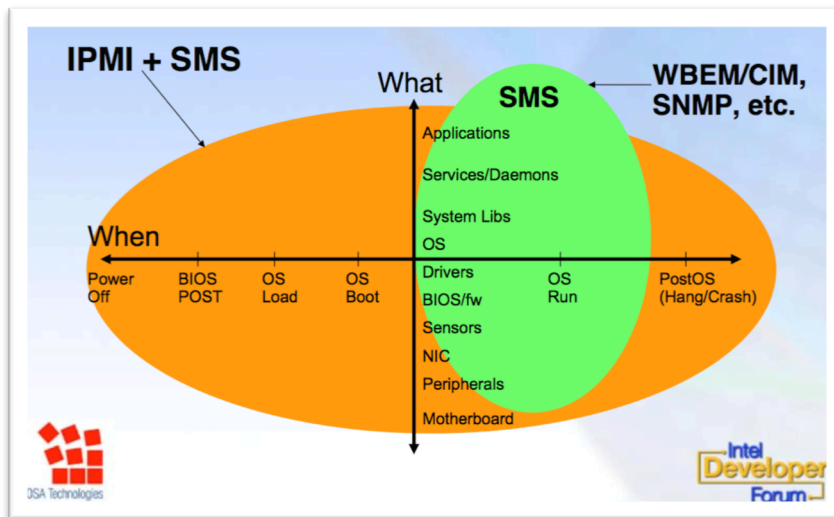 IPMI + SMS
What
SMS
WBEM/CIM,
SNMP, etc.
Applications
Services/Daemons
System Libs
OS
When
Drivers
BIOS/fw
Sensors
NIC
Peripherals
Motherboard
Power
Off
BIOS
POST
OS
Load
OS
Boot
OS
Run
PostOS
(Hang/Crash)
OSA Technologies
Intel
Developer
Forum